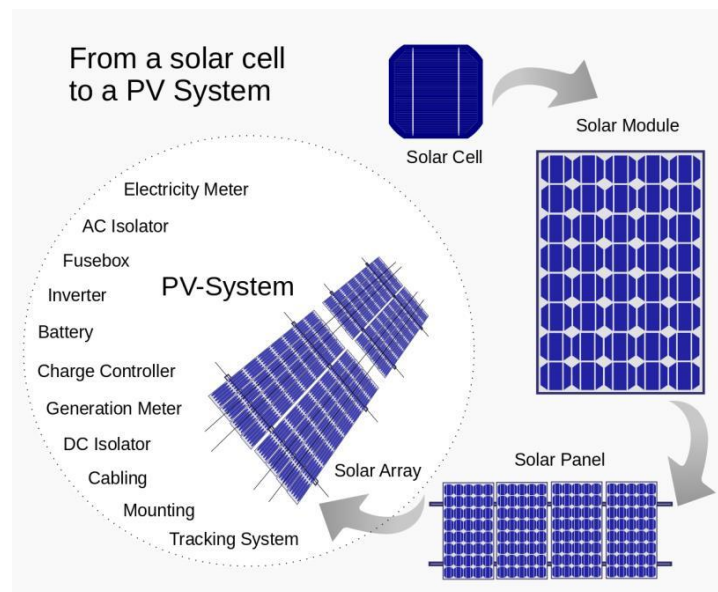 From a solar cell
to a PV System
Solar Cell
Solar Module
Solar Panel
Solar Array
PV-System
Electricity Meter
AC Isolator
Fusebox
Inverter
Battery
Charge Controller
Generation Meter
DC Isolator
Cabling
Mounting
Tracking System